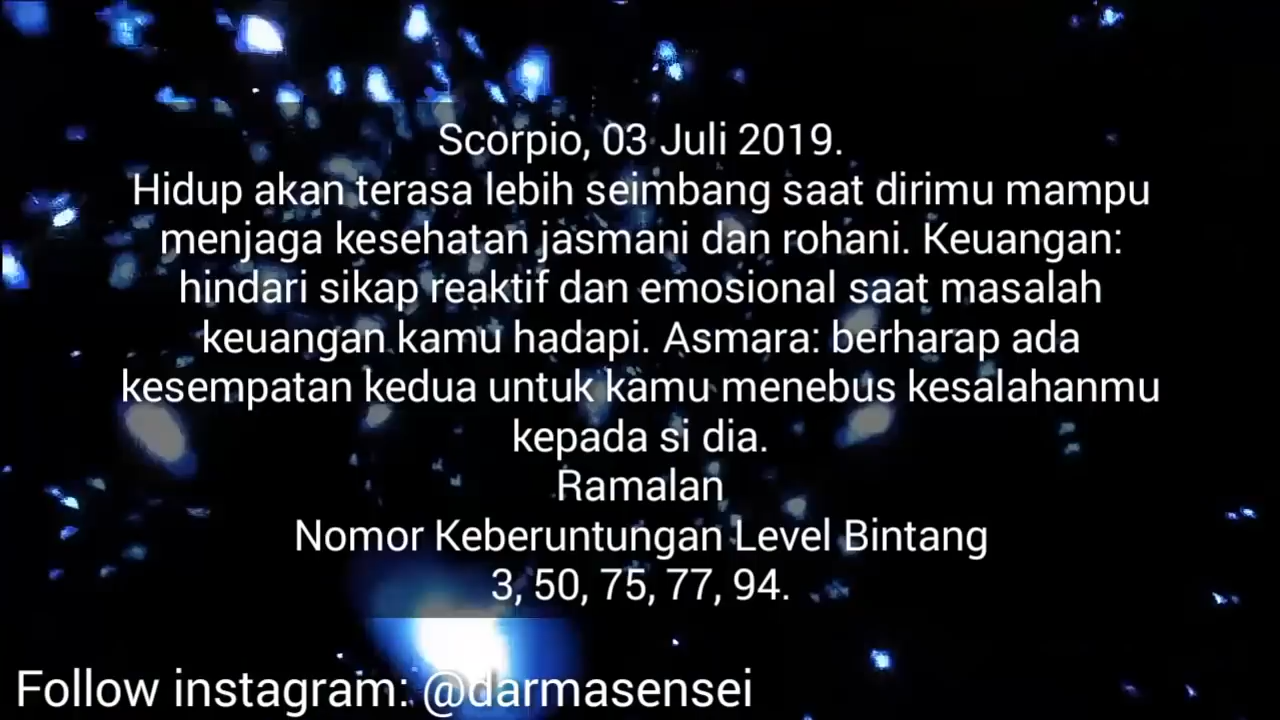 Scorpio, 03 Juli 2019.
Hidup akan terasa lebih seimbang saat dirimu mampu
menjaga kesehatan jasmani dan rohani. Keuangan:
hindari sikap reaktif dan emosional saat masalah
keuangan kamu hadapi. Asmara: berharap ada
kesempatan kedua untuk kamu menebus kesalahanmu
kepada si dia.
Ramalan
Nomor Keberuntungan Level Bintang
3, 50, 75, 77, 94.
Follow instagram: @darmasensei